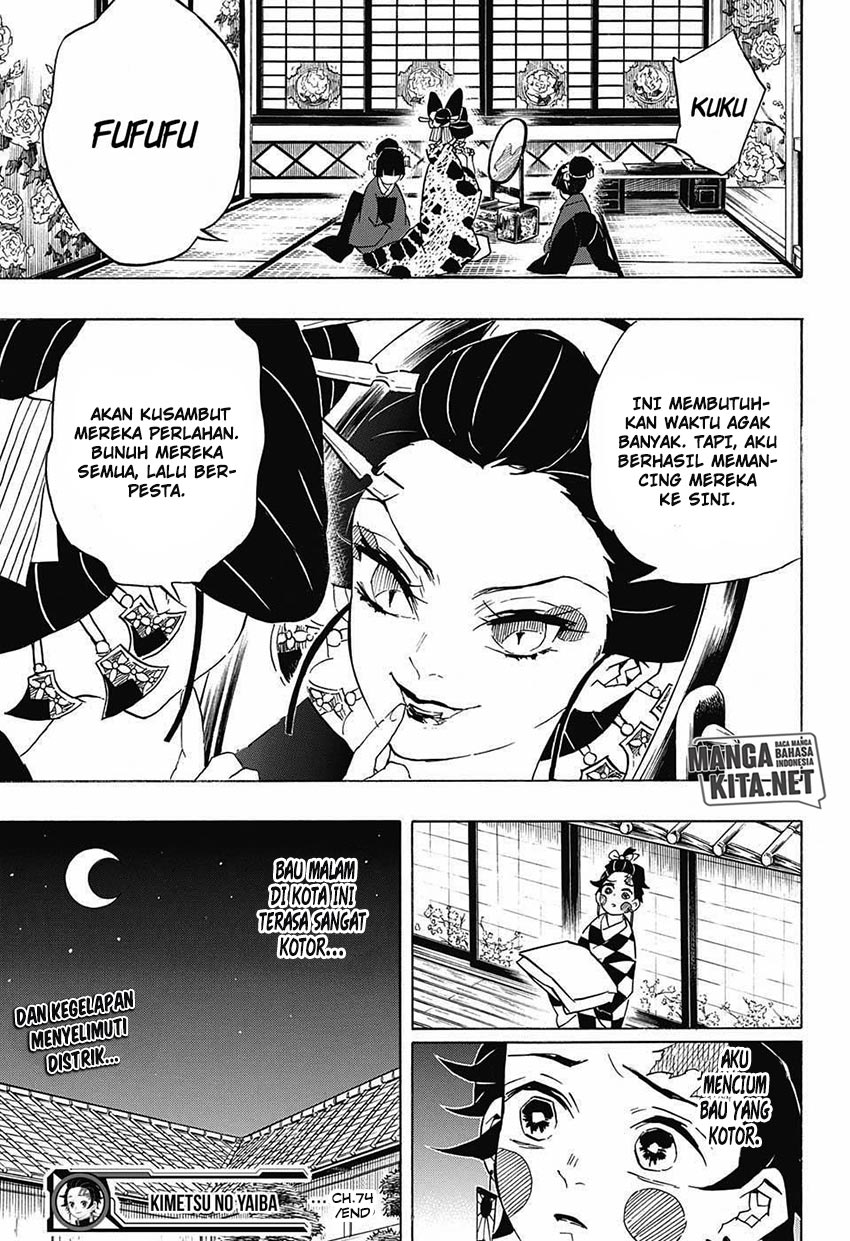 KUKU
FUFUFU
INI MEMBUTUH-
KAN WAKTU AGAK
BANYAK. TAPI, AKU
BERHASIL MEMAN-
CING MEREKA
KE SINI.
AKAN KUSAMBUT
MEREKA PERLAHAN.
BUNUH MEREKA
SEMUA, LALU BER-
PESTA.
MANGA
KITA.NET
BACA MANGA
BAHASA
INDONESIA
AKU
MENCIUM
BAU YANG
KOTOR.
BAU MALAM
DI KOTA INI
TERASA SANGAT
KOTOR...
DAN KEGELAPAN
MENYELIMUTI
DISTRIK....
KIMETSU NO YAIBA
... CH.74
/END